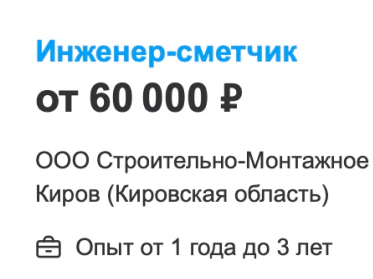 Инженер-сметчик
от 60 000 ₽
ООО Строительно-Монтажное
Киров (Кировская область)
Опыт от 1 года до 3 лет